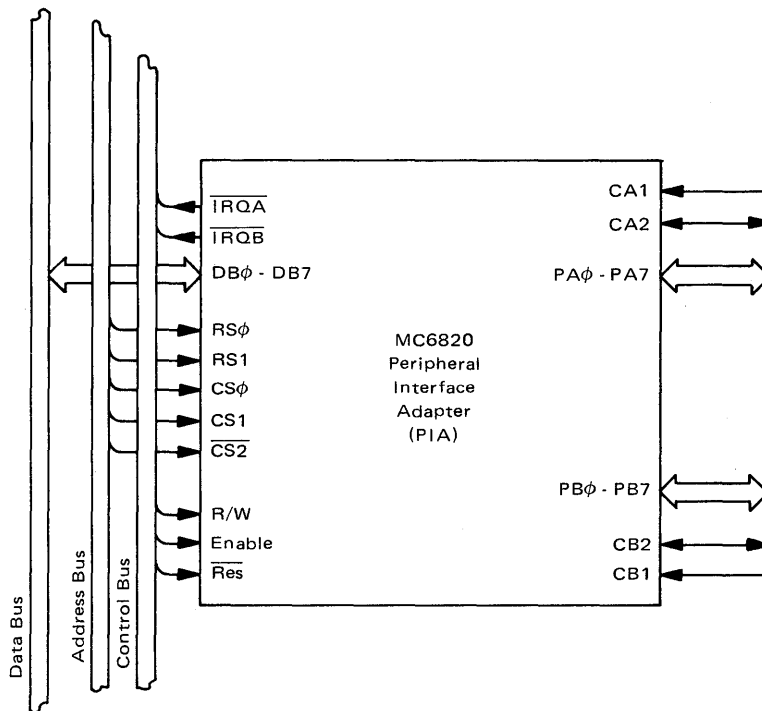 IRQA
IRQB
DBϕ - DB7
RSϕ
RS1
CSϕ
CS1
CS2
R/W
Enable
Res
MC6820
Peripheral
Interface
Adapter
(PIA)
CA1
CA2
PAϕ - PA7
PBϕ - PB7
CB2
CB1
Data Bus
Address Bus
Control Bus